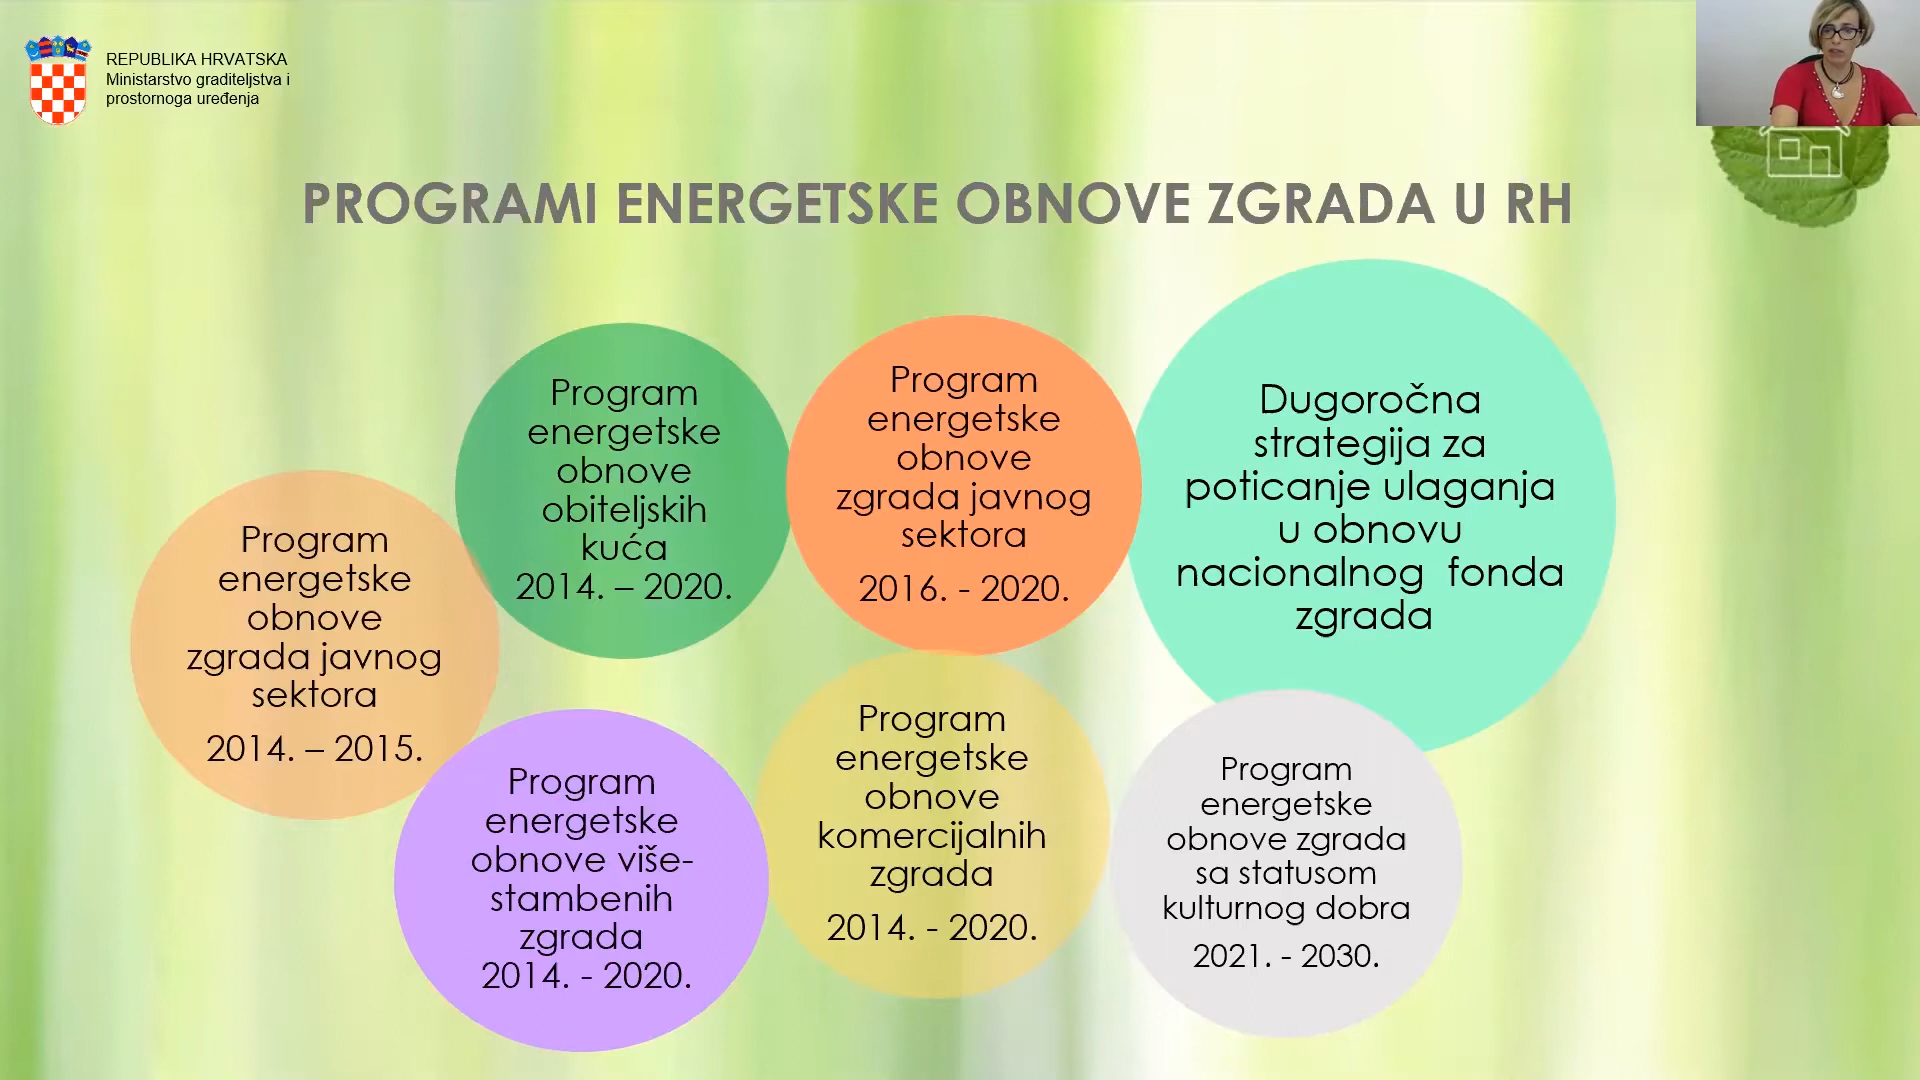 REPUBLIKA HRVATSKA
Ministarstvo graditeljstva i
prostornoga uređenja
PROGRAMI ENERGETSKE OBNOVE ZGRADA U RH
Program
energetske
obnove
zgrada javnog
sektora
2014. – 2015.
Program
energetske
obnove
obiteljskih
kuća
2014. – 2020.
Program
energetske
obnove
zgrada javnog
sektora
2016. - 2020.
Dugoročna
strategija za
poticanje ulaganja
u obnovu
nacionalnog fonda
zgrada
Program
energetske
obnove više-
stambenih
zgrada
2014. - 2020.
Program
energetske
obnove
komercijalnih
zgrada
2014. - 2020.
Program
energetske
obnove zgrada
sa statusom
kulturnog dobra
2021. - 2030.